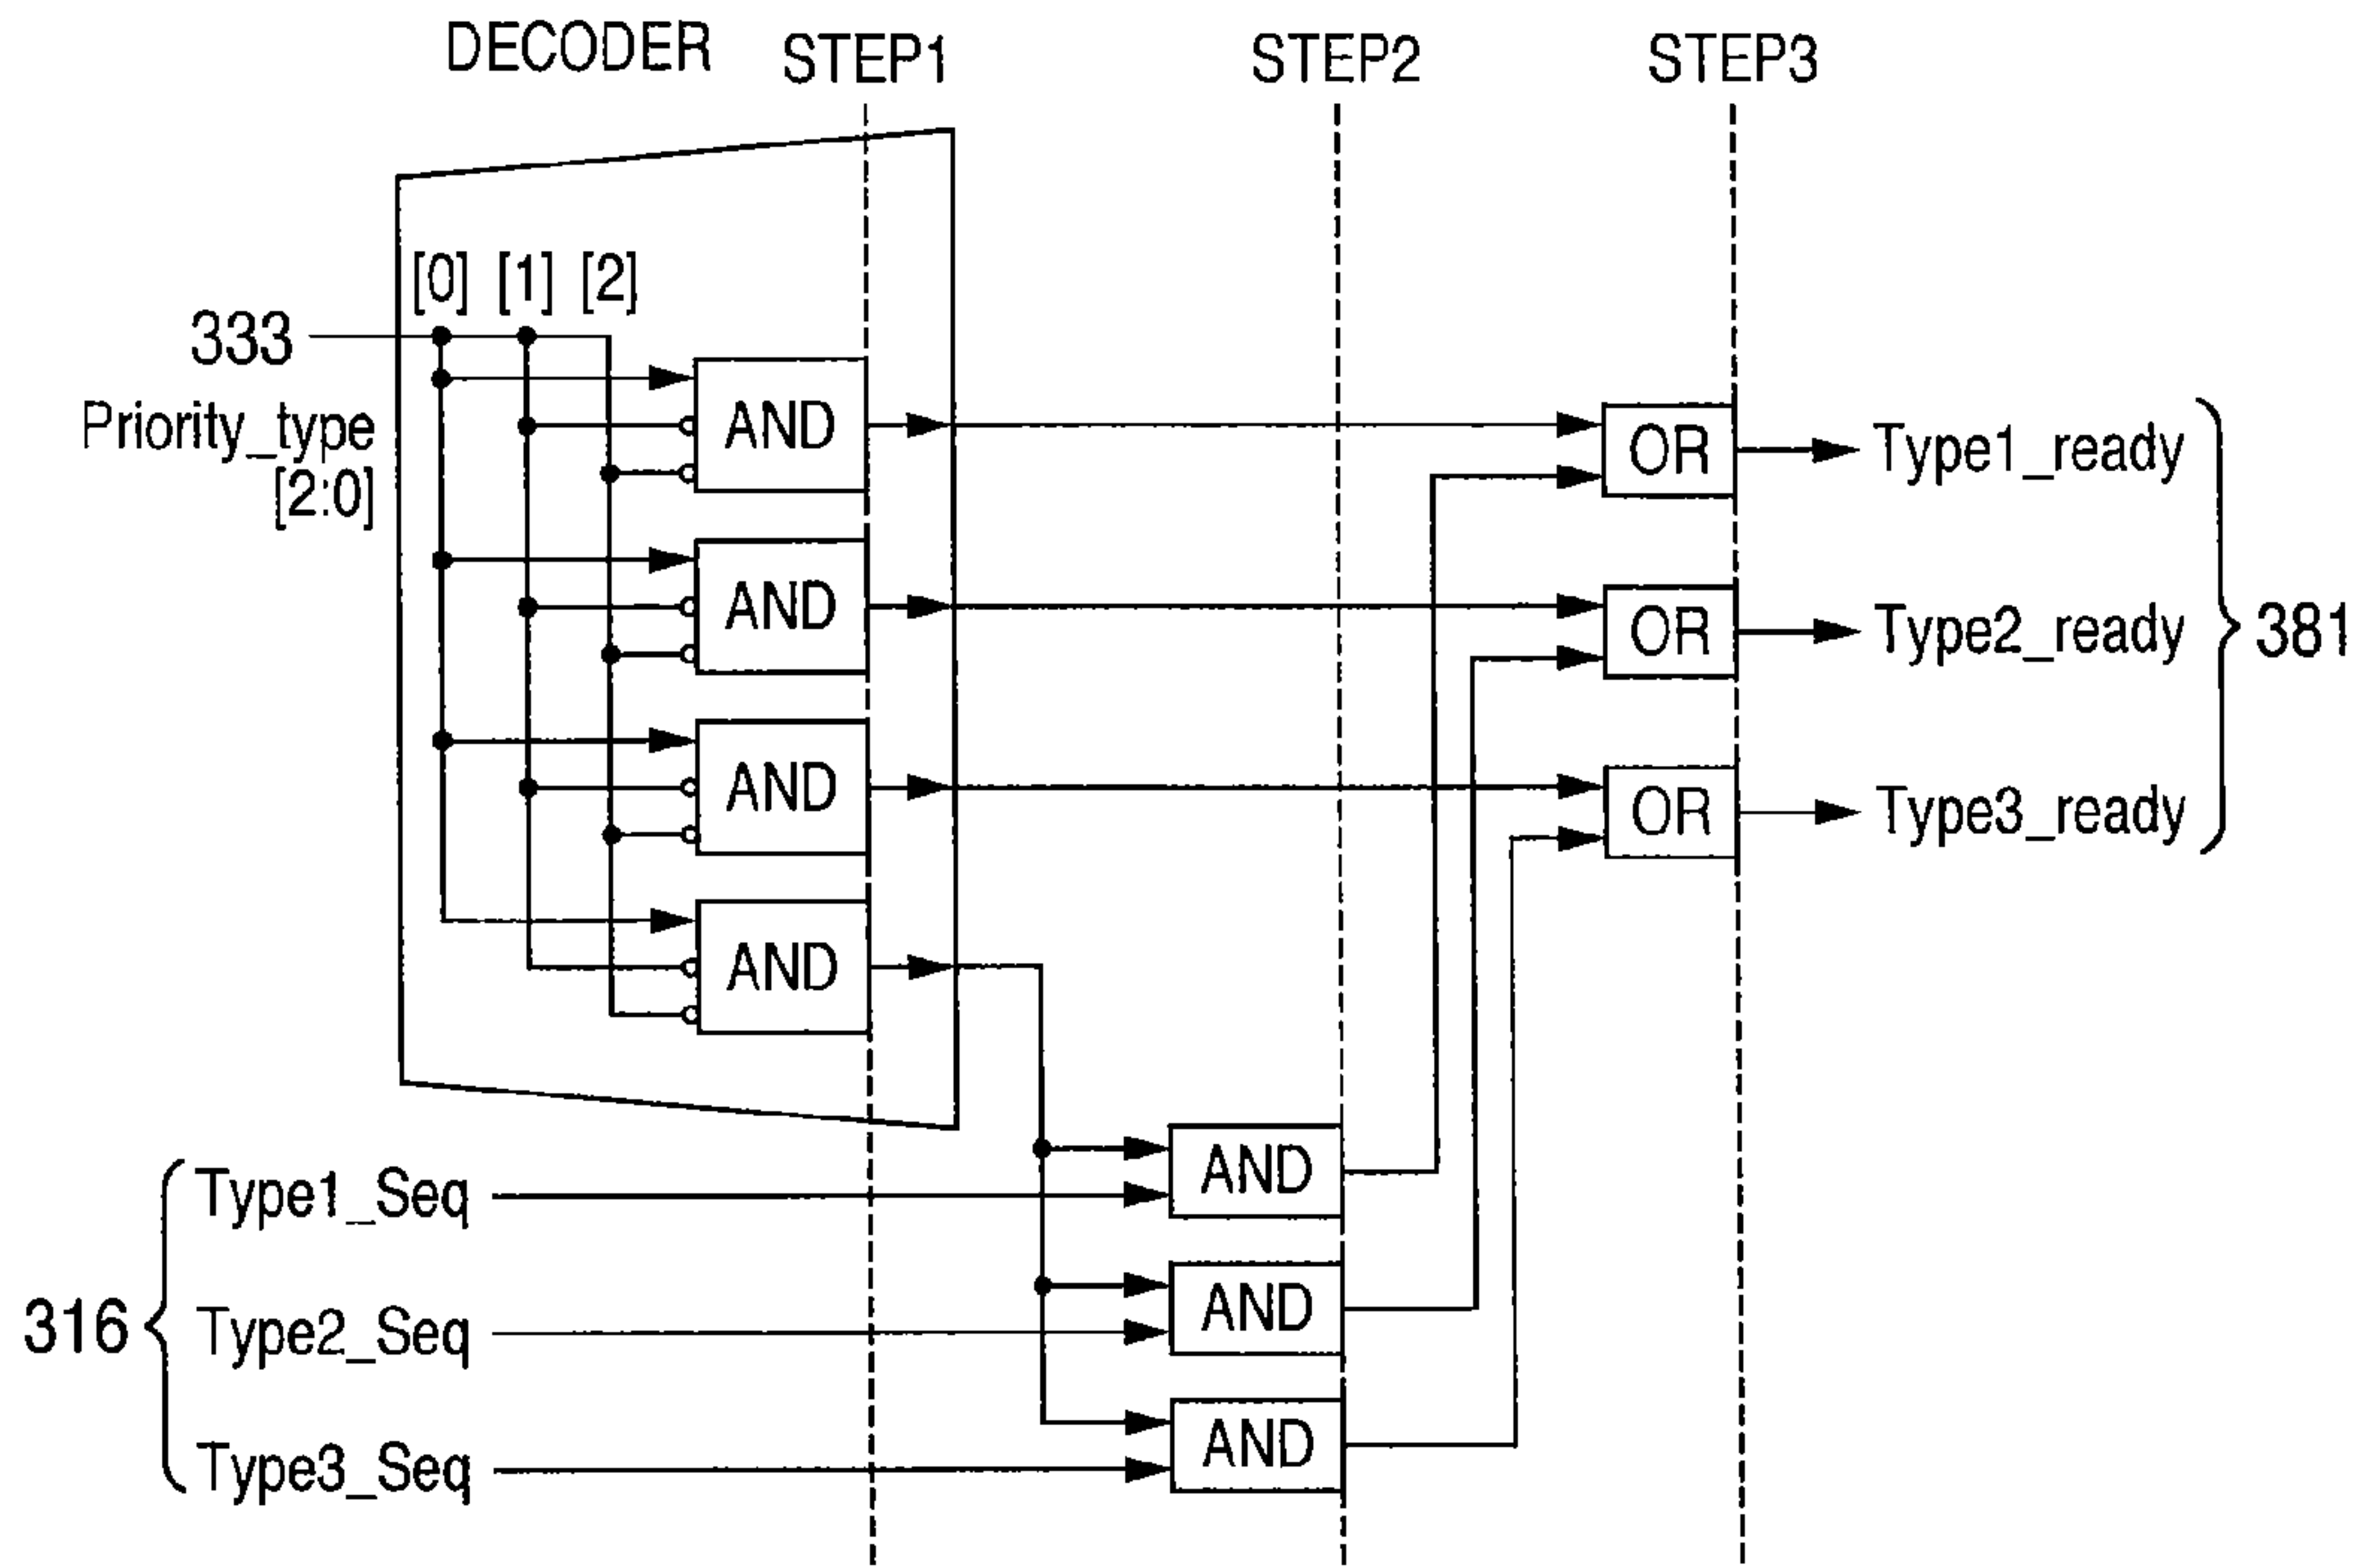 DECODER
STEP1
STEP2
STEP3
[0] [1] [2]
333
Priority_type
[2:0]
AND
AND
AND
AND
OR
OR
OR
Type1_ready
Type2_ready
Type3_ready
381
316
Type1_Seq
Type2_Seq
Type3_Seq
AND
AND
AND